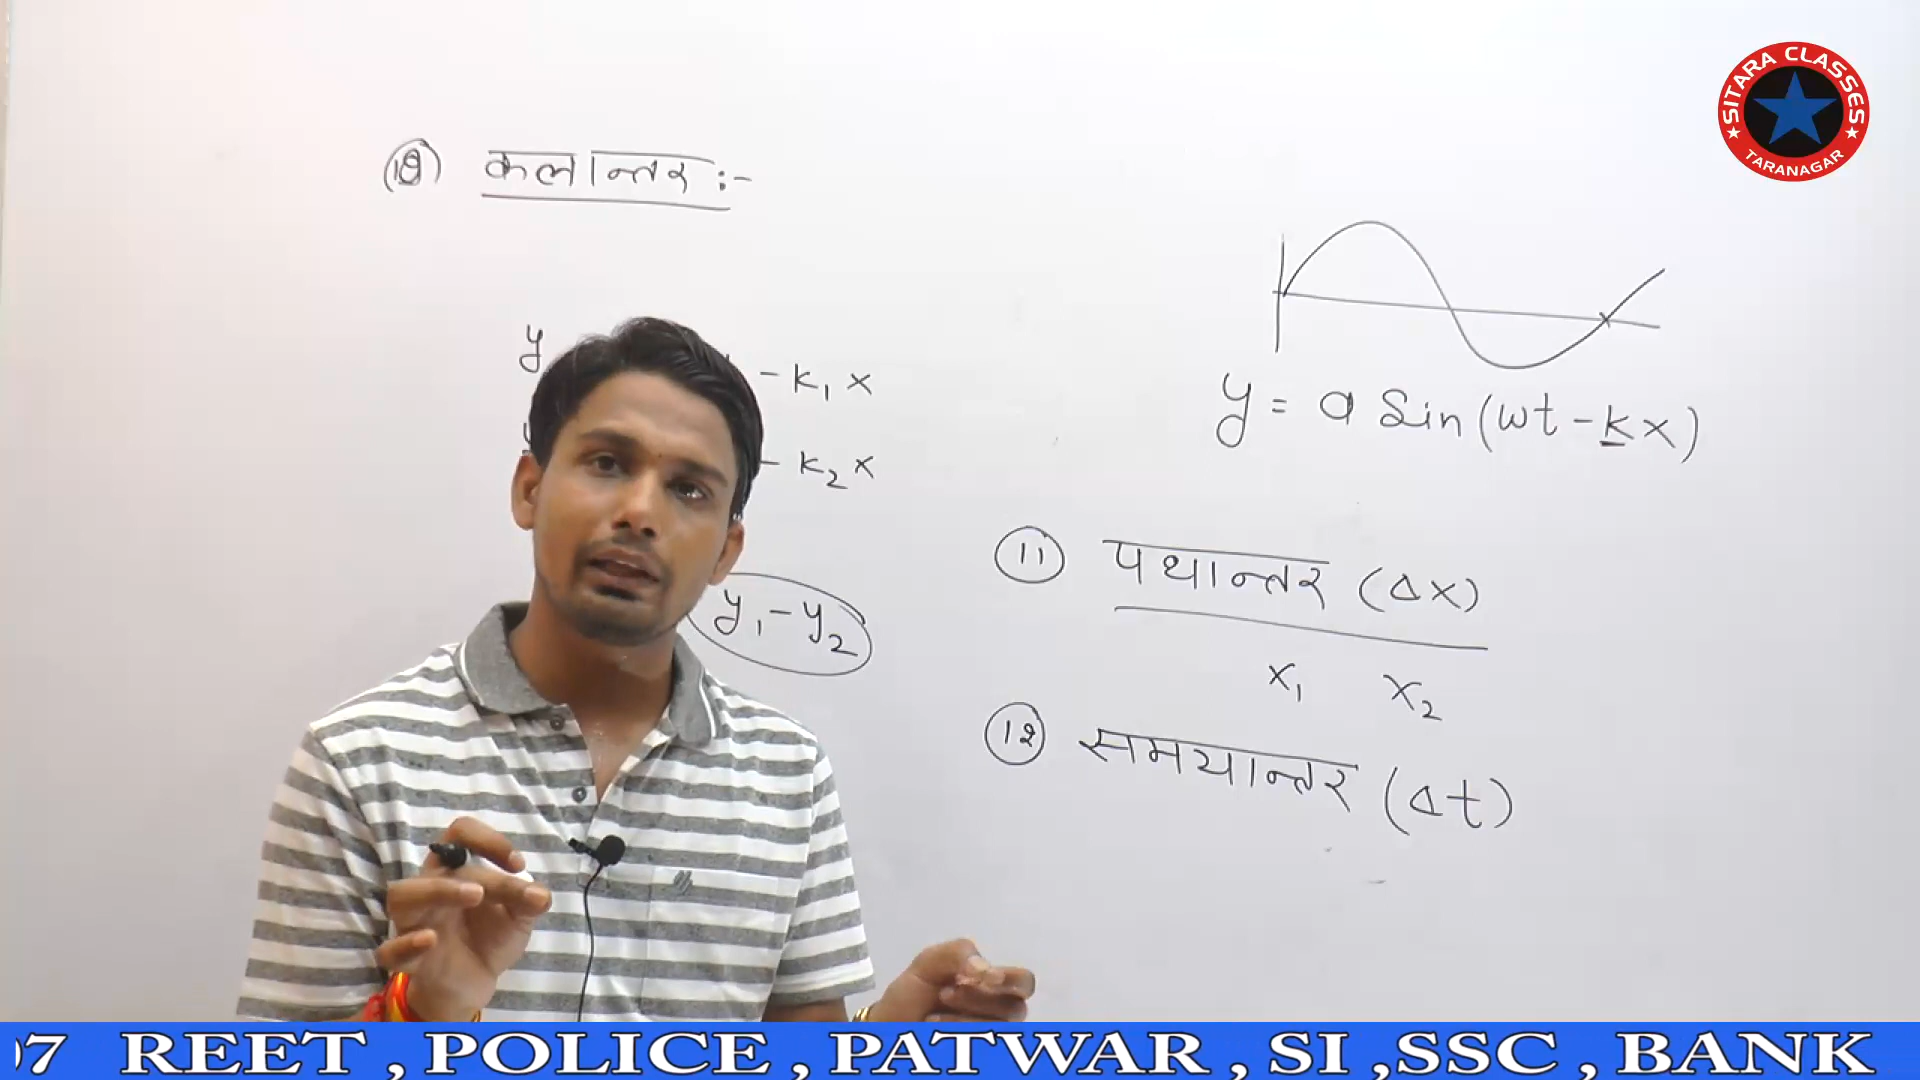 SITARA CLASSES
TARANAGAR
(10) कलान्तर :-
y
- k₁ x
- k₂ x
y₁ - y₂
y = a Sin (ωt - kx)
(11) पथान्तर (Δx)
x₁ x₂
(12) समयान्तर (Δt)
07 REET , POLICE , PATWAR , SI ,SSC , BANK